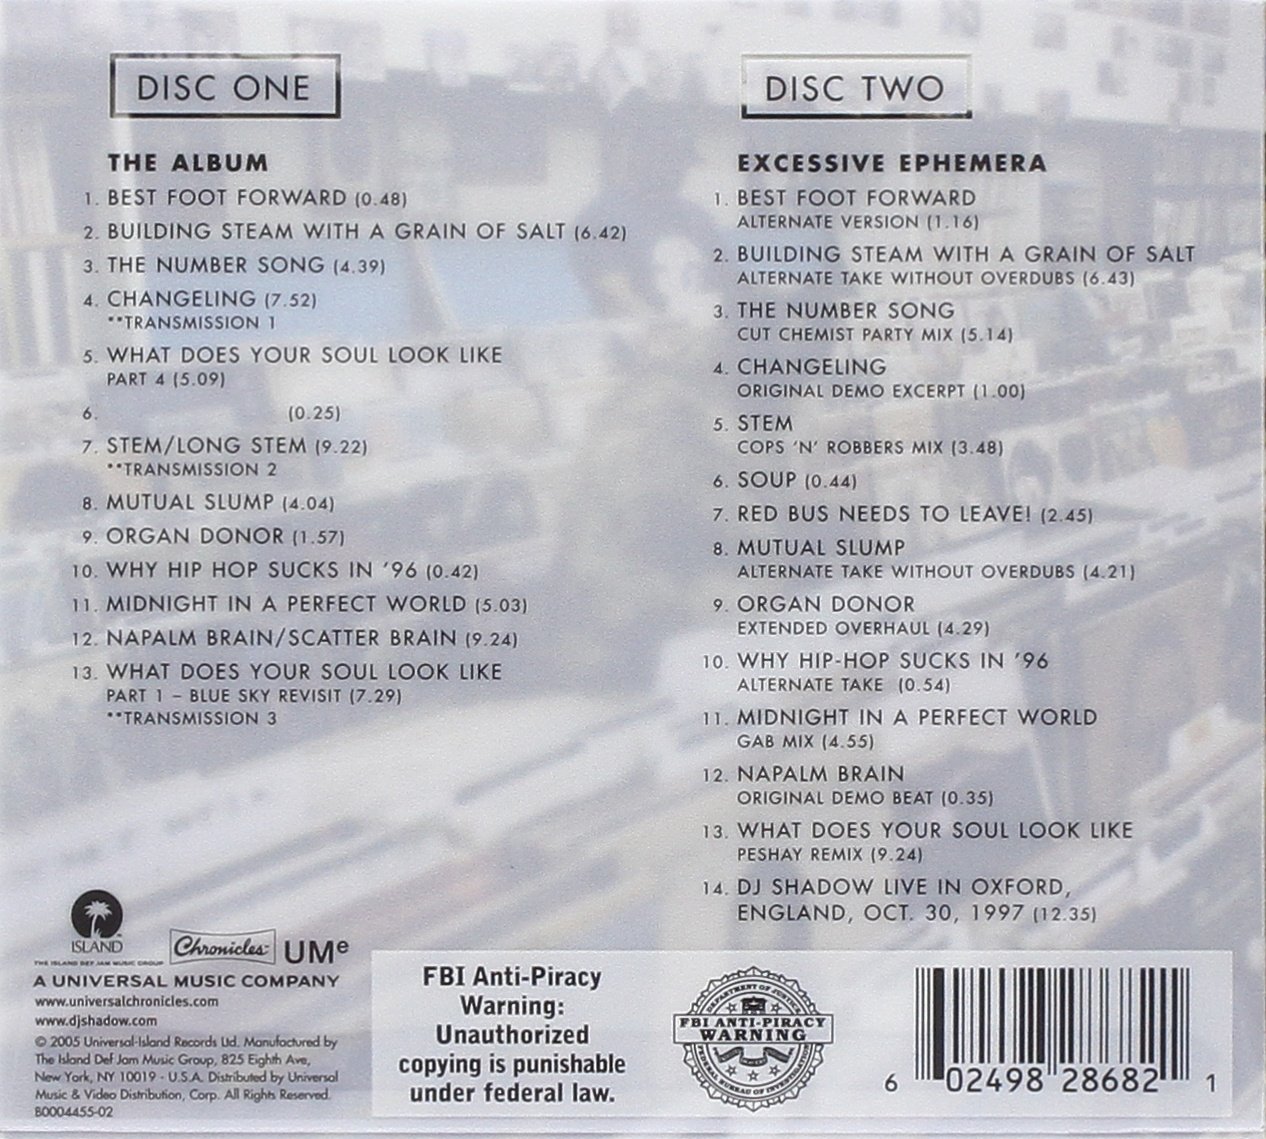 DISC ONE
THE ALBUM
1. BEST FOOT FORWARD (0.48)
2. BUILDING STEAM WITH A GRAIN OF SALT (6.42)
3. THE NUMBER SONG (4.39)
4. CHANGELING (7.52)
**TRANSMISSION 1
5. WHAT DOES YOUR SOUL LOOK LIKE
PART 4 (5.09)
6. (0.25)
7. STEM/LONG STEM (9.22)
**TRANSMISSION 2
8. MUTUAL SLUMP (4.04)
9. ORGAN DONOR (1.57)
10. WHY HIP HOP SUCKS IN '96 (0.42)
11. MIDNIGHT IN A PERFECT WORLD (5.03)
12. NAPALM BRAIN/SCATTER BRAIN (9.24)
13. WHAT DOES YOUR SOUL LOOK LIKE
PART 1 – BLUE SKY REVISIT (7.29)
**TRANSMISSION 3
DISC TWO
EXCESSIVE EPHEMERA
1. BEST FOOT FORWARD
ALTERNATE VERSION (1.16)
2. BUILDING STEAM WITH A GRAIN OF SALT
ALTERNATE TAKE WITHOUT OVERDUBS (6.43)
3. THE NUMBER SONG
CUT CHEMIST PARTY MIX (5.14)
4. CHANGELING
ORIGINAL DEMO EXCERPT (1.00)
5. STEM
COPS 'N' ROBBERS MIX (3.48)
6. SOUP (0.44)
7. RED BUS NEEDS TO LEAVE! (2.45)
8. MUTUAL SLUMP
ALTERNATE TAKE WITHOUT OVERDUBS (4.21)
9. ORGAN DONOR
EXTENDED OVERHAUL (4.29)
10. WHY HIP-HOP SUCKS IN '96
ALTERNATE TAKE (0.54)
11. MIDNIGHT IN A PERFECT WORLD
GAB MIX (4.55)
12. NAPALM BRAIN
ORIGINAL DEMO BEAT (0.35)
13. WHAT DOES YOUR SOUL LOOK LIKE
PESHAY REMIX (9.24)
14. DJ SHADOW LIVE IN OXFORD,
ENGLAND, OCT. 30, 1997 (12.35)
ISLAND
THE ISLAND DEF JAM MUSIC GROUP
Chronicles
UMe
A UNIVERSAL MUSIC COMPANY
www.universalchronicles.com
www.djshadow.com
© 2005 Universal-Island Records Ltd. Manufactured by
The Island Def Jam Music Group, 825 Eighth Ave,
New York, NY 10019 - U.S.A. Distributed by Universal
Music & Video Distribution, Corp. All Rights Reserved.
B0004455-02
FBI Anti-Piracy
Warning:
Unauthorized
copying is punishable
under federal law.
DEPARTMENT OF JUSTICE
FBI ANTI-PIRACY
WARNING
FEDERAL BUREAU OF INVESTIGATION
6 02498 28682 1